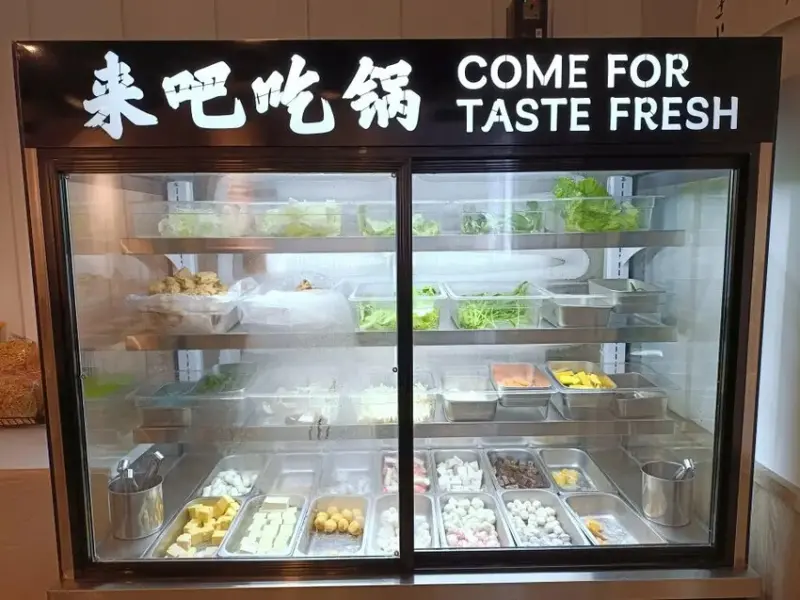 来吧吃锅
COME FOR
TASTE FRESH